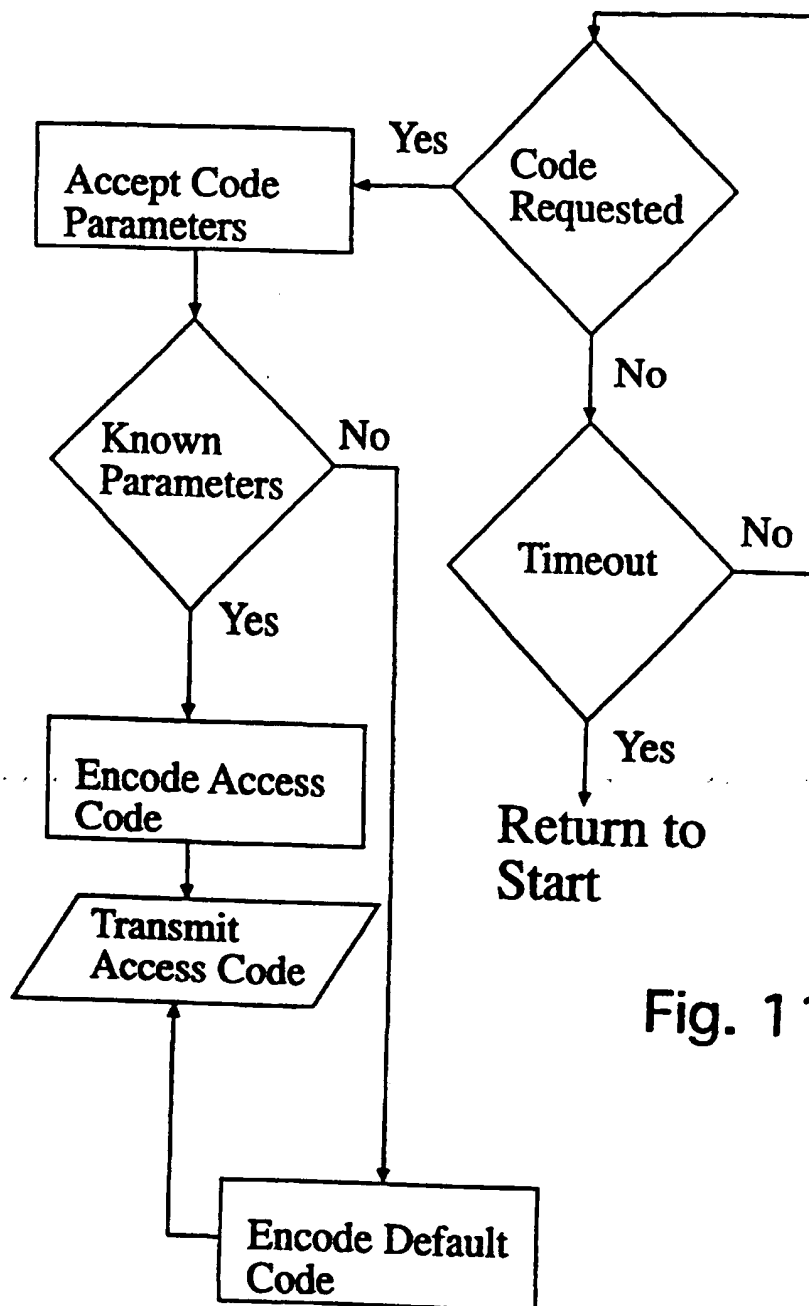 Yes
Code
Requested
Accept Code
Parameters
No
Known
Parameters
No
Timeout
No
Yes
Encode Access
Code
Yes
Return to
Start
Transmit
Access Code
Fig. 11
Encode Default
Code